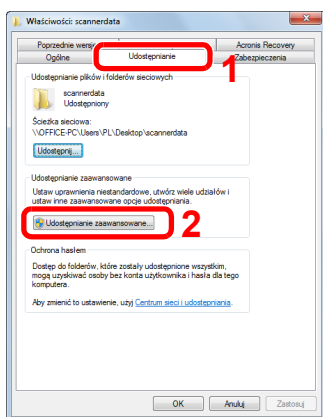 Właściwości: scannerdata
Poprzednie wersje
Acronis Recovery
Ogólne
Udostępnianie
Zabezpieczenia
1
Udostępnianie plików i folderów sieciowych
scannerdata
Udostępniony
Ścieżka sieciowa:
\\OFFICE-PC\Users\PL\Desktop\scannerdata
Udostępnij...
Udostępnianie zaawansowane
Ustaw uprawnienia niestandardowe, utwórz wiele udziałów i
ustaw inne zaawansowane opcje udostępniania.
Udostępnianie zaawansowane...
2
Ochrona hasłem
Dostęp do folderów, które zostały udostępnione wszystkim,
mogą uzyskiwać osoby bez konta użytkownika i hasła dla tego
komputera.
Aby zmienić to ustawienie, użyj Centrum sieci i udostępniania.
OK
Anuluj
Zastosuj